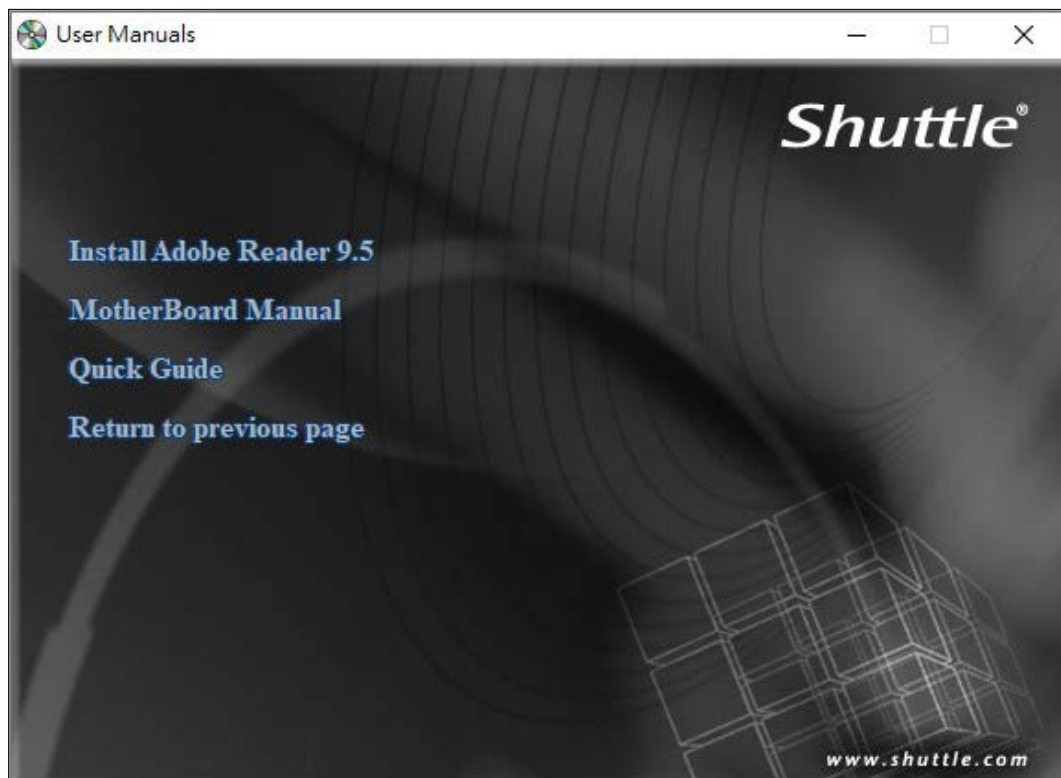 User Manuals
Shuttle®
Install Adobe Reader 9.5
MotherBoard Manual
Quick Guide
Return to previous page
www.shuttle.com